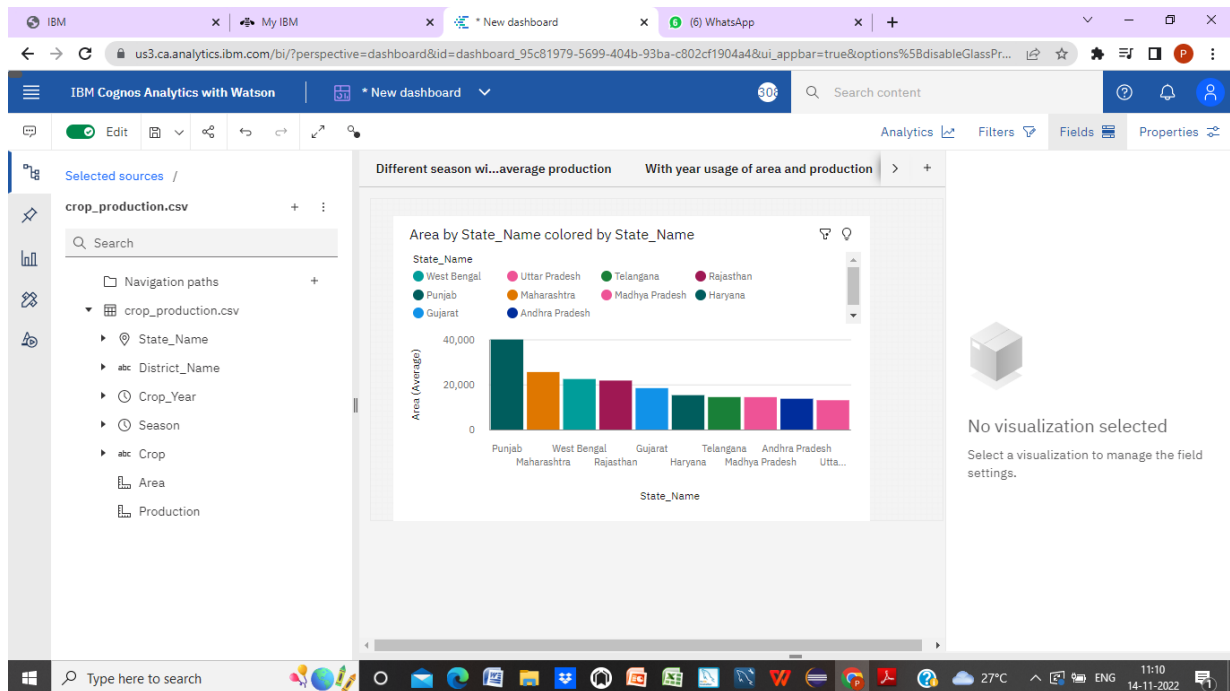 IBM
My IBM
* New dashboard
(6) WhatsApp
us3.ca.analytics.ibm.com/bi/?perspective=dashboard&id=dashboard_95c81979-5699-404b-93ba-c802cf1904a4&ui_appbar=true&options%5BdisableGlassPr...
P
IBM Cognos Analytics with Watson
* New dashboard
308
Search content
Edit
Analytics
Filters
Fields
Properties
Selected sources /
crop_production.csv
Search
Navigation paths
crop_production.csv
State_Name
abc District_Name
Crop_Year
Season
abc Crop
Area
Production
Different season wi...average production
With year usage of area and production
Area by State_Name colored by State_Name
State_Name
West Bengal Uttar Pradesh Telangana Rajasthan
Punjab Maharashtra Madhya Pradesh Haryana
Gujarat Andhra Pradesh
Area (Average)
40,000
20,000
0
Punjab West Bengal Gujarat Telangana Andhra Pradesh
Maharashtra Rajasthan Haryana Madhya Pradesh Utta...
State_Name
No visualization selected
Select a visualization to manage the field
settings.
Type here to search
27°C
ENG
11:10
14-11-2022